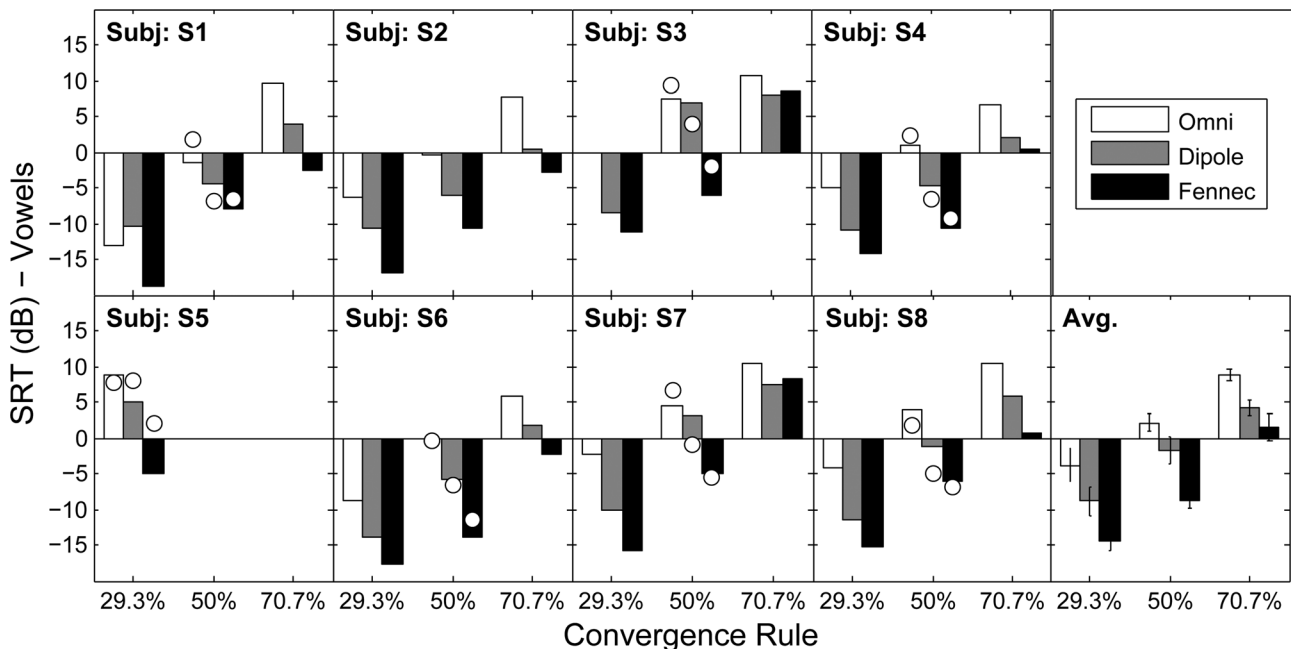 Subj: S1
Subj: S2
Subj: S3
Subj: S4
15
10
5
0
−5
−10
−15
Omni
Dipole
Fennec
SRT (dB) − Vowels
Subj: S5
Subj: S6
Subj: S7
Subj: S8
Avg.
15
10
5
0
−5
−10
−15
29.3% 50% 70.7% 29.3% 50% 70.7% 29.3% 50% 70.7% 29.3% 50% 70.7% 29.3% 50% 70.7%
Convergence Rule